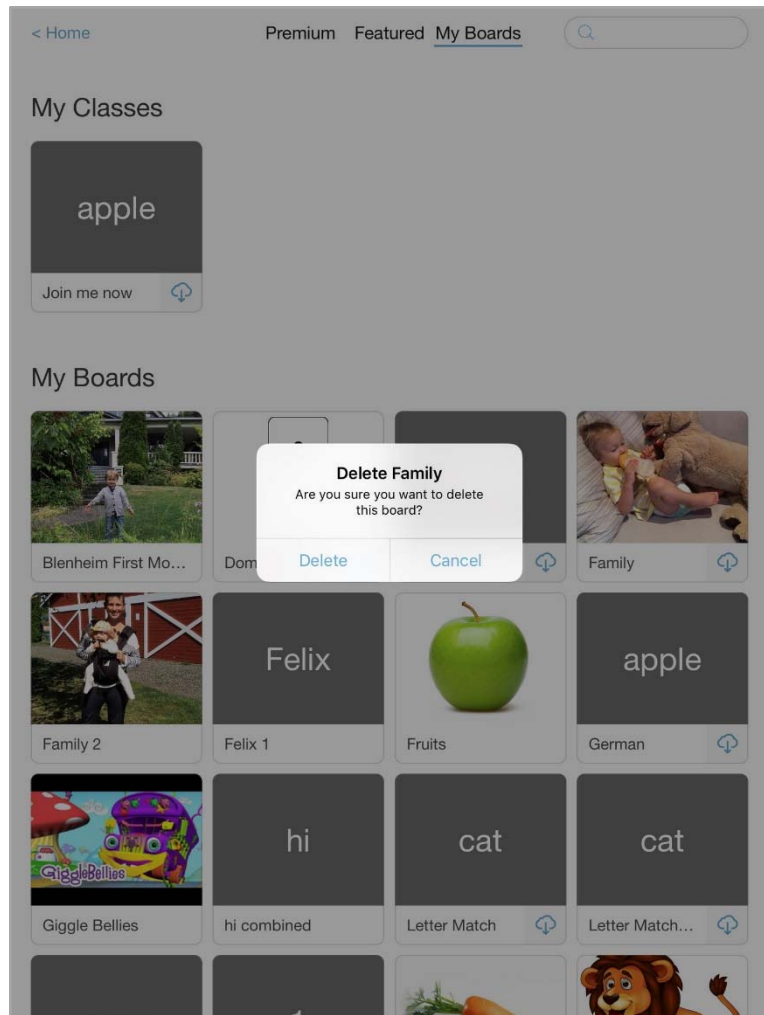 < Home Premium Featured My Boards
My Classes
apple
Join me now
My Boards
Delete Family
Are you sure you want to delete
this board?
Delete Cancel
Blenheim First Mo... Dom Family
Felix apple
Family 2 Felix 1 Fruits German
GiggleBellies hi cat cat
Giggle Bellies hi combined Letter Match Letter Match...